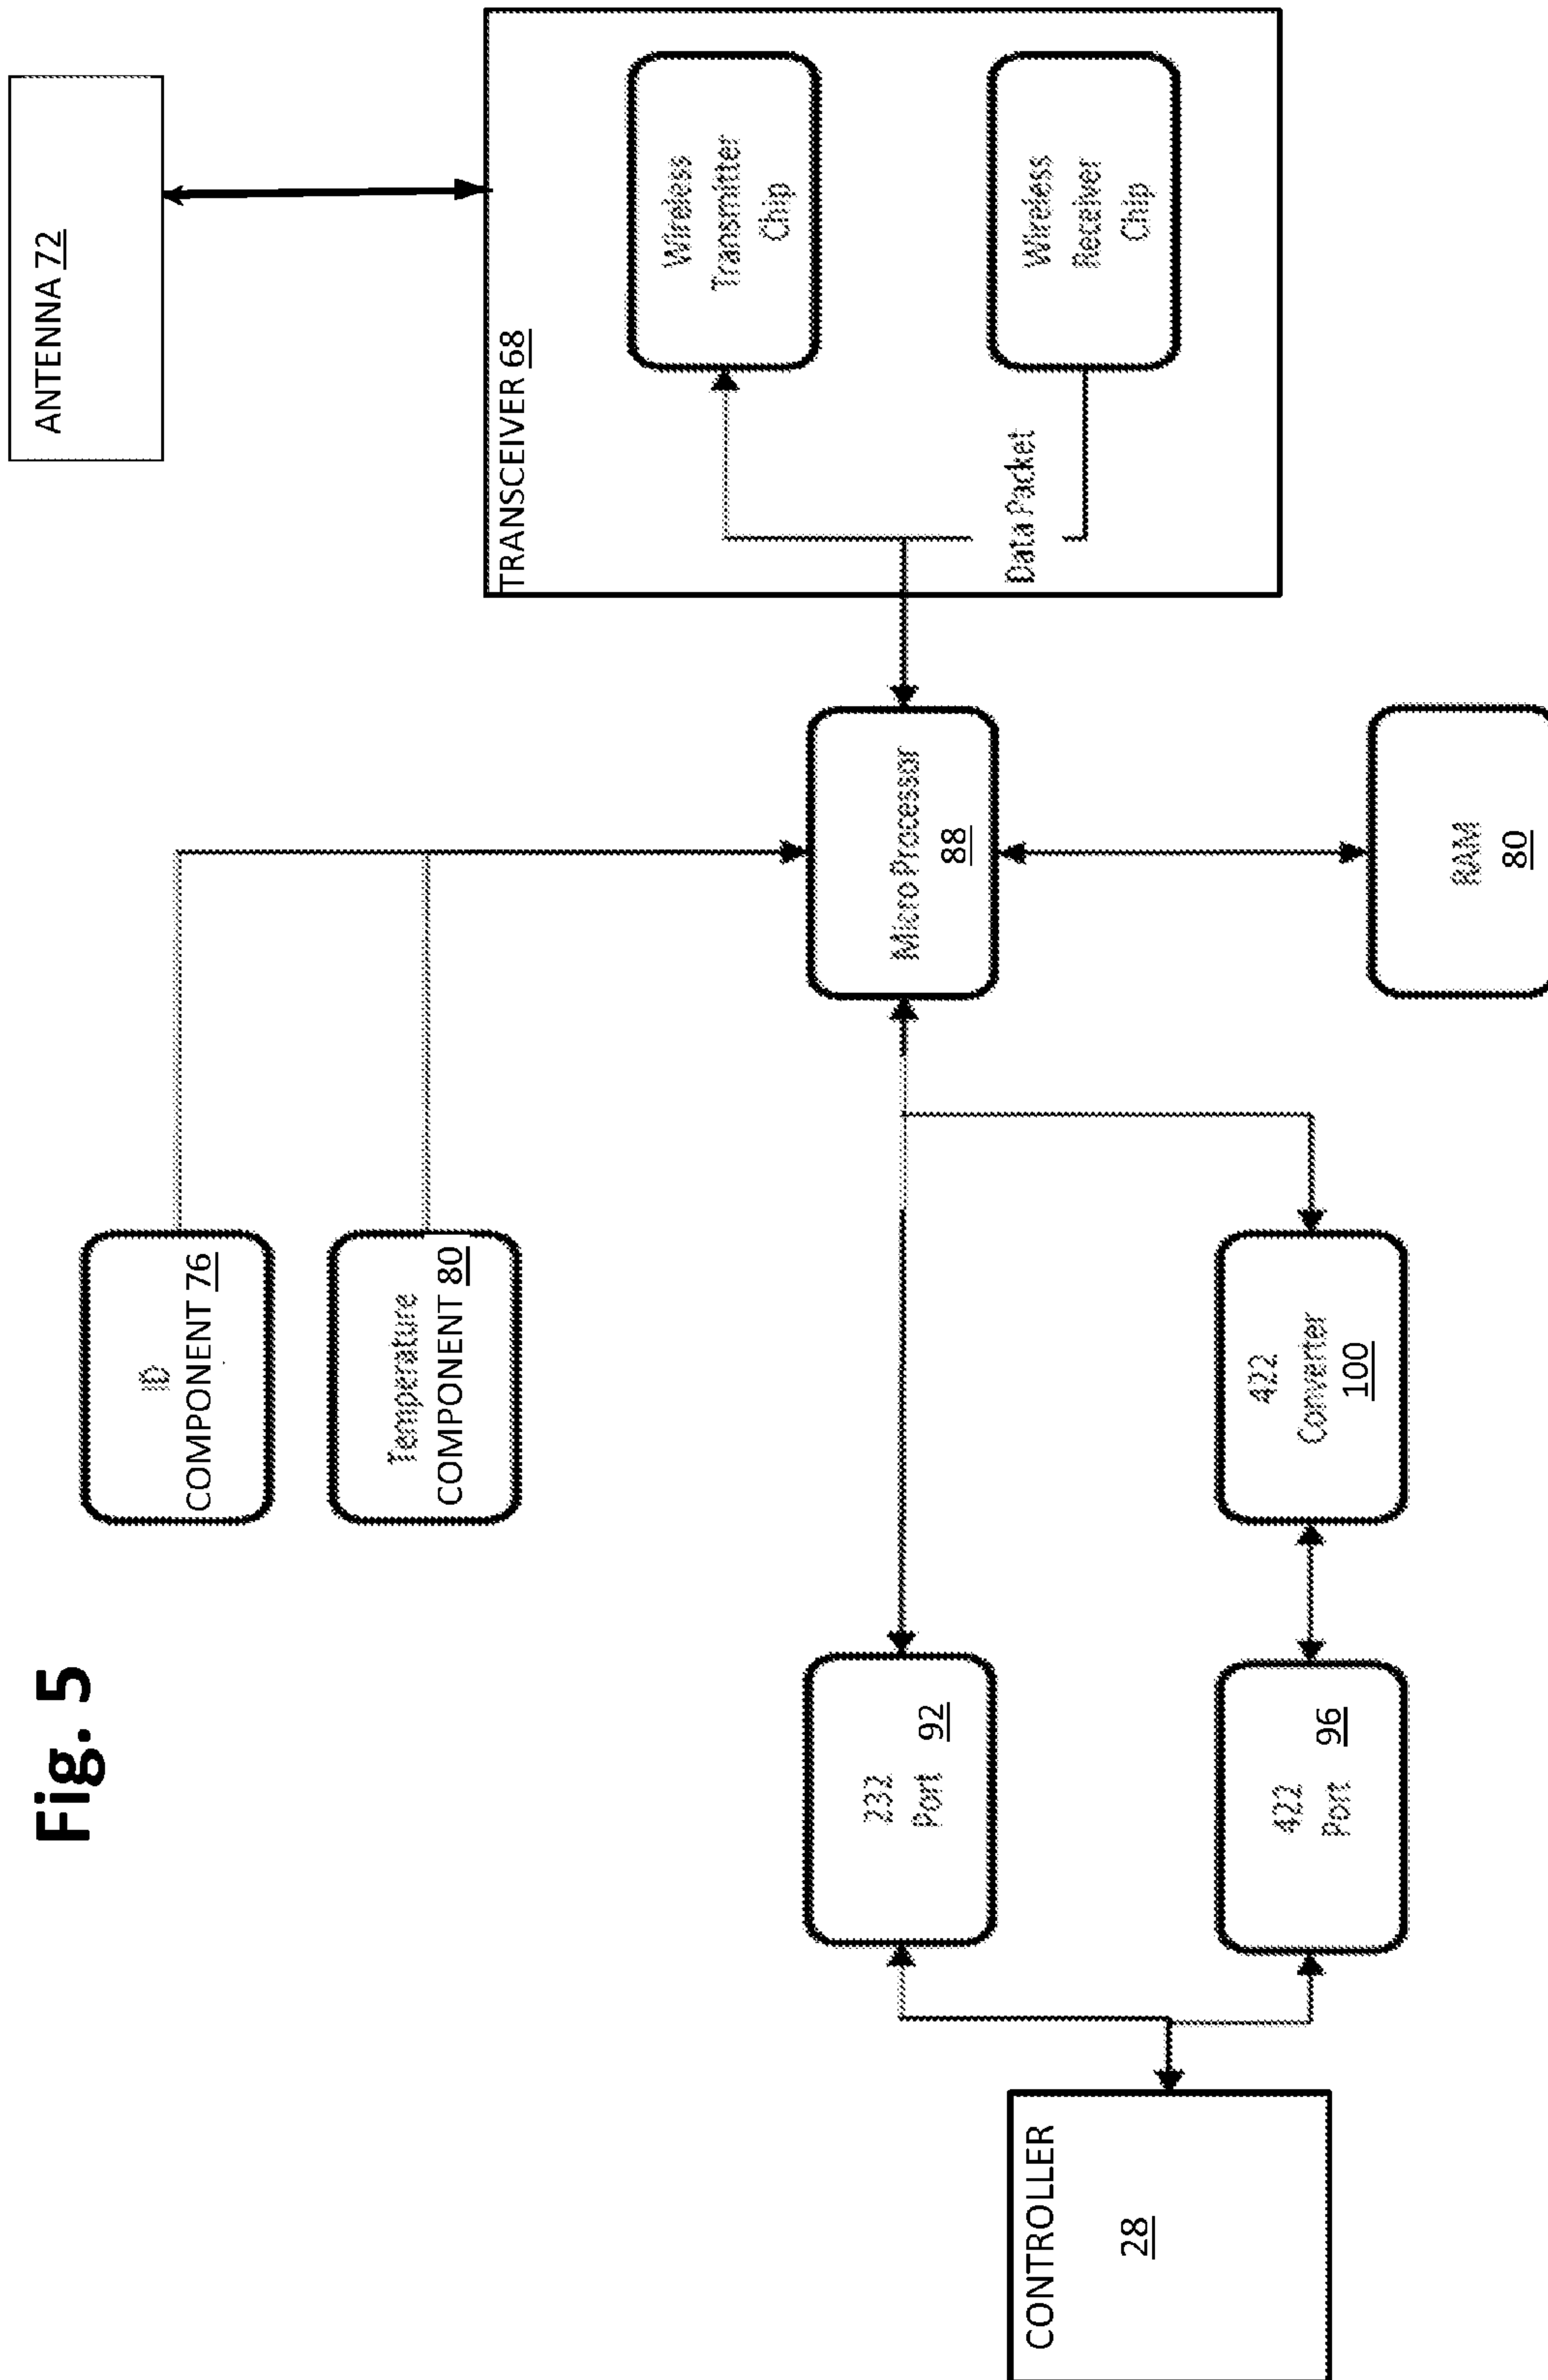 Fig. 5
ANTENNA 72
TRANSCEIVER 68
Wireless
Transmitter
Chip
Wireless
Receiver
Chip
Data Packet
ID
COMPONENT 76
Temperature
COMPONENT 80
Micro Processor
88
RAM
80
232
Port 92
422
Port 96
422
Converter
100
CONTROLLER
28